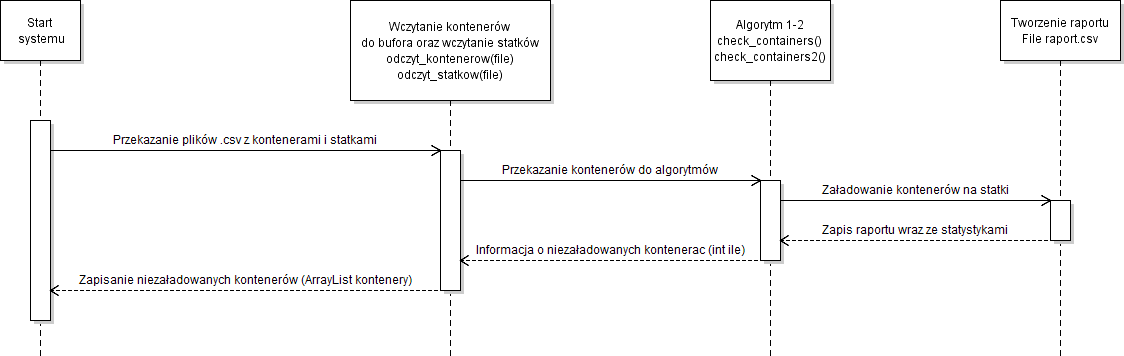 Start
systemu
Wczytanie kontenerów
do bufora oraz wczytanie statków
odczyt_kontenerow(file)
odczyt_statkow(file)
Algorytm 1-2
check_containers()
check_containers2()
Tworzenie raportu
File raport.csv
Przekazanie plików .csv z kontenerami i statkami
Przekazanie kontenerów do algorytmów
Załadowanie kontenerów na statki
Zapis raportu wraz ze statystykami
Informacja o niezaładowanych kontenerac (int ile)
Zapisanie niezaładowanych kontenerów (ArrayList kontenery)